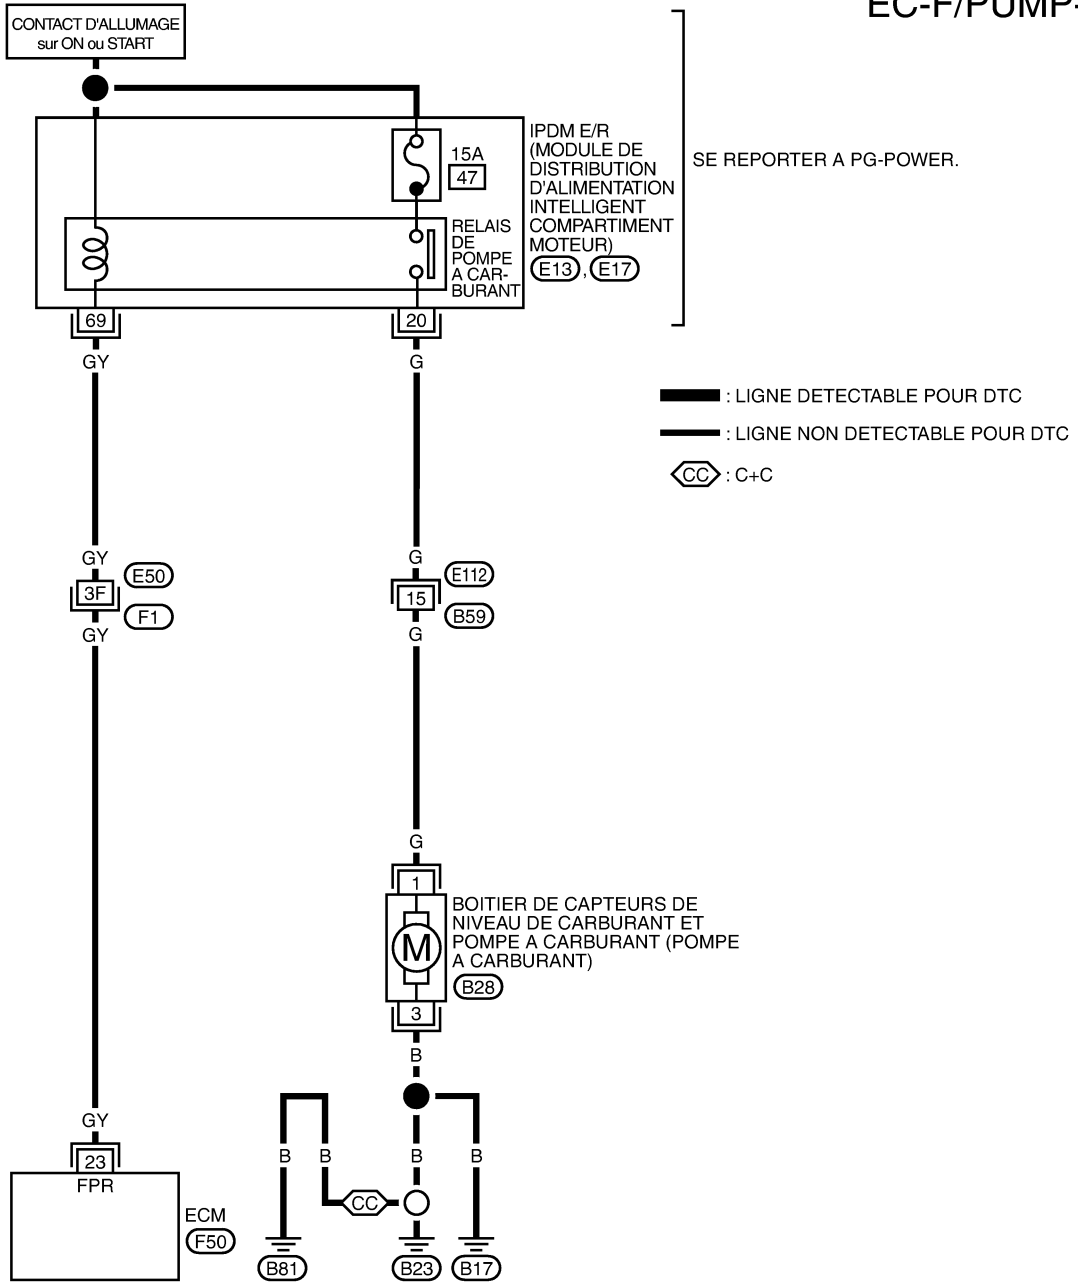 EC-F/PUMP-
CONTACT D'ALLUMAGE
sur ON ou START
IPDM E/R
(MODULE DE
DISTRIBUTION
D'ALIMENTATION
INTELLIGENT
COMPARTIMENT
MOTEUR)
E13 , E17
SE REPORTER A PG-POWER.
15A
47
RELAIS
DE
POMPE
A CAR-
BURANT
69
20
GY
G
: LIGNE DETECTABLE POUR DTC
: LIGNE NON DETECTABLE POUR DTC
CC : C+C
GY
G
3F
E50
F1
15
E112
B59
GY
G
G
1
BOITIER DE CAPTEURS DE
NIVEAU DE CARBURANT ET
POMPE A CARBURANT (POMPE
A CARBURANT)
M
B28
3
B
GY
23
FPR
ECM
F50
B
B
B
B
CC
B81
B23
B17